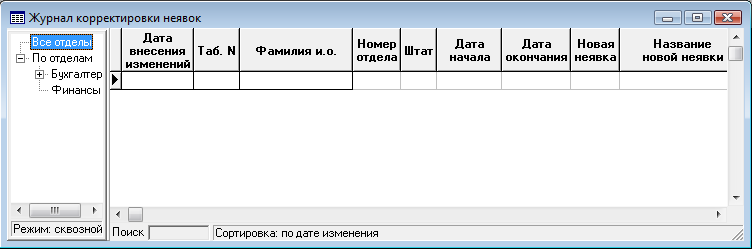 Журнал корректировки неявок
Все отделы
По отделам
Бухгалтер
Финансы
Режим: сквозной
Дата внесения изменений
Таб. N
Фамилия и.о.
Номер отдела
Штат
Дата начала
Дата окончания
Новая неявка
Название новой неявки
Поиск
Сортировка: по дате изменения